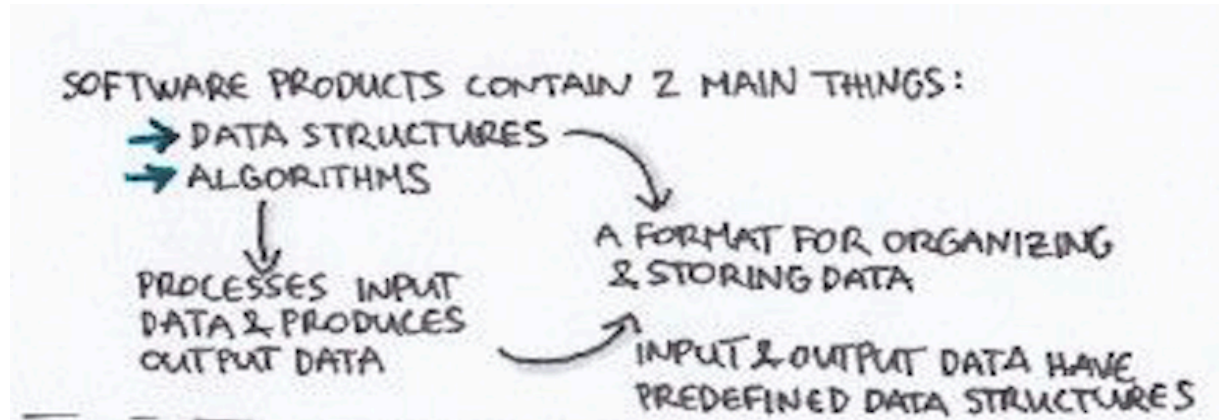 SOFTWARE PRODUCTS CONTAIN 2 MAIN THINGS:
→ DATA STRUCTURES
→ ALGORITHMS
A FORMAT FOR ORGANIZING
& STORING DATA
PROCESSES INPUT
DATA & PRODUCES
OUTPUT DATA
INPUT & OUTPUT DATA HAVE
PREDEFINED DATA STRUCTURES